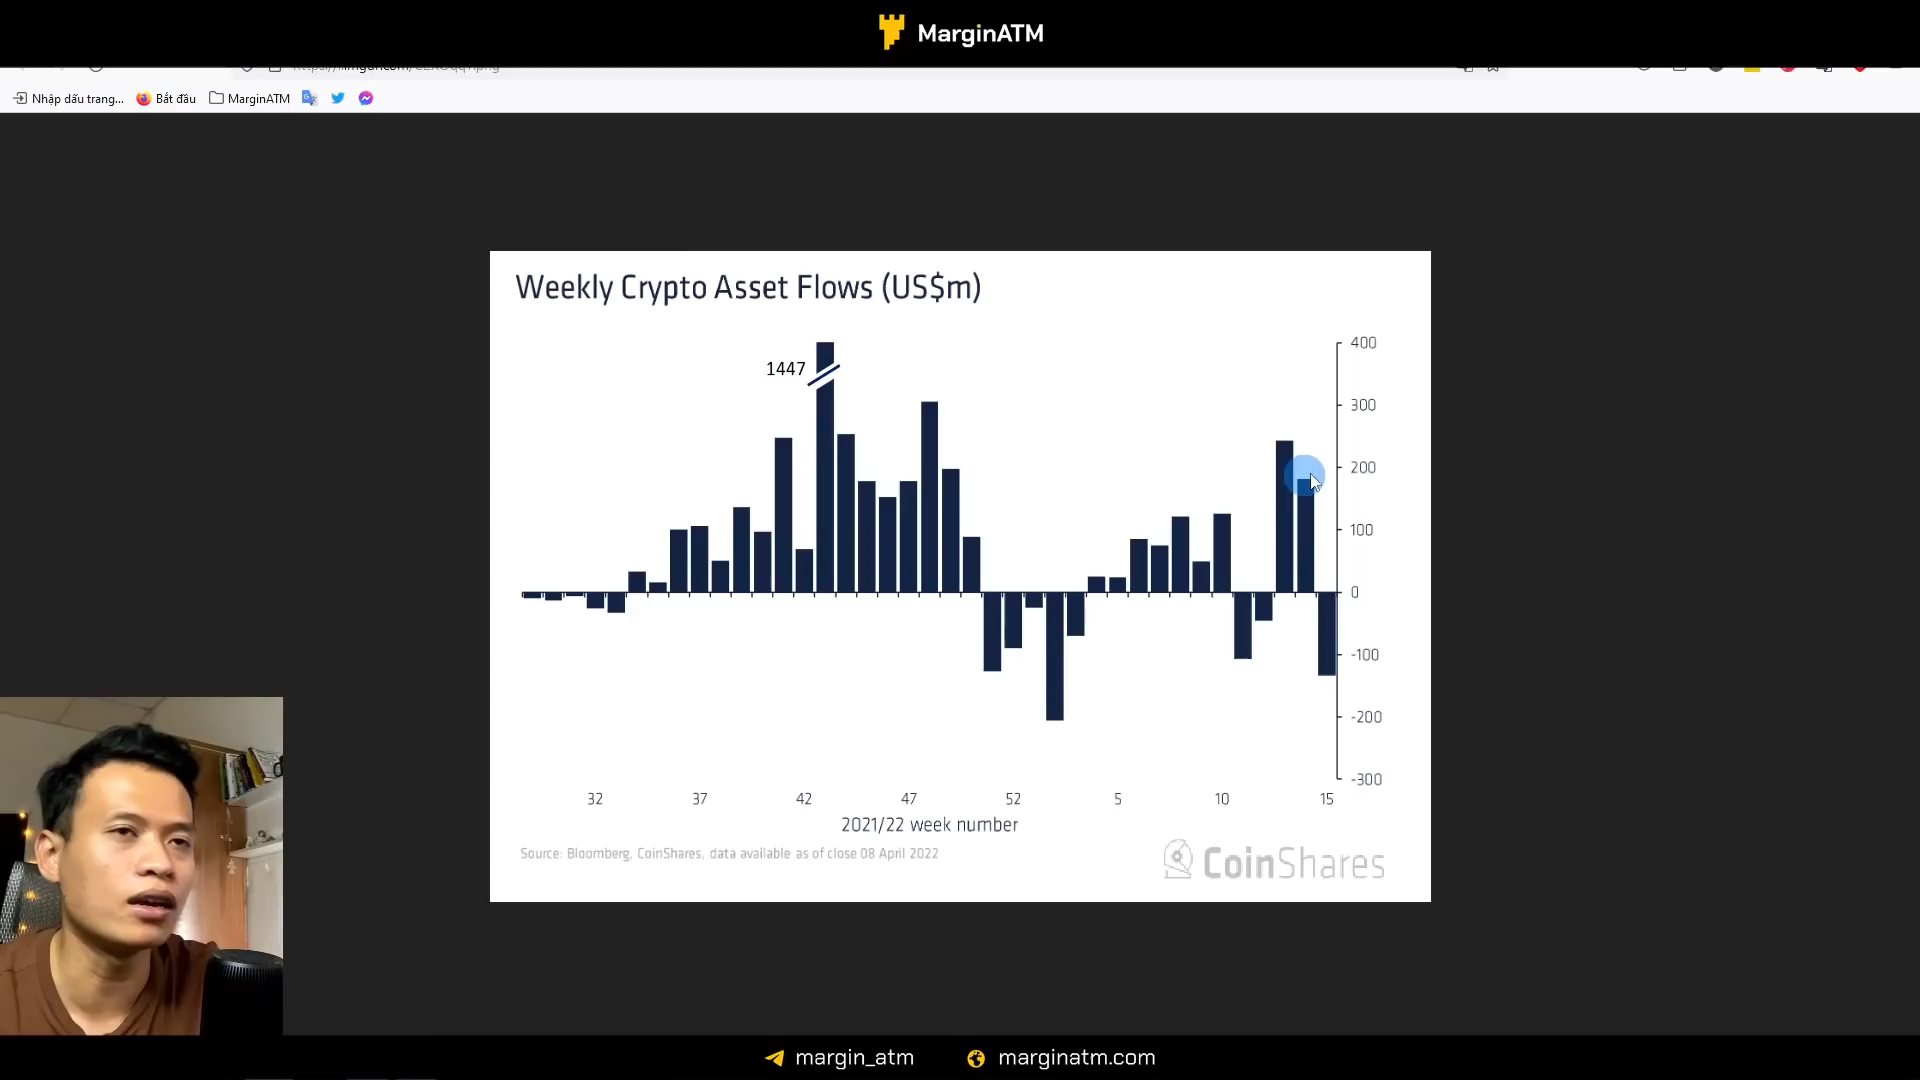 MarginATM
Nhập dấu trang...
Bắt đầu
MarginATM
Weekly Crypto Asset Flows (US$m)
1447
400
300
200
100
0
-100
-200
-300
32 37 42 47 52 5 10 15
2021/22 week number
Source: Bloomberg, CoinShares, data available as of close 08 April 2022
CoinShares
margin_atm
marginatm.com